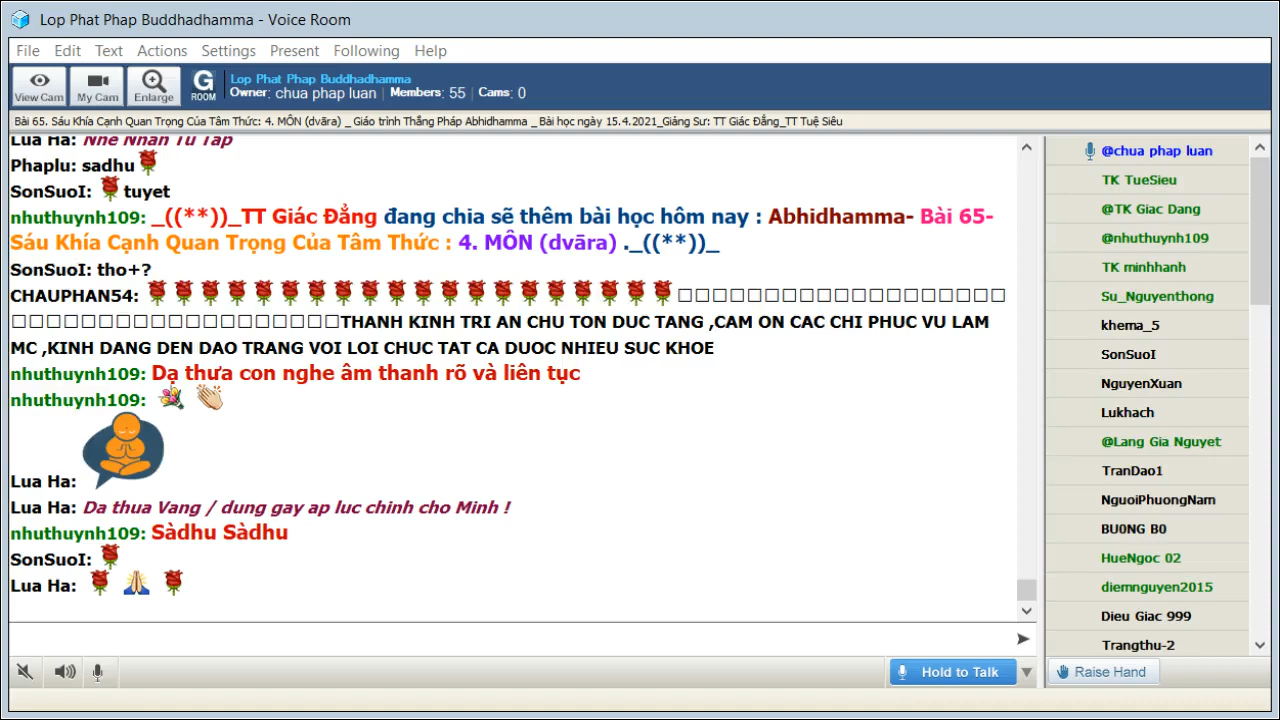 Lop Phat Phap Buddhadhamma - Voice Room
File Edit Text Actions Settings Present Following Help
View Cam My Cam Enlarge G ROOM
Lop Phat Phap Buddhadhamma
Owner: chua phap luan Members: 55 Cams: 0
Bài 65. Sáu Khía Cạnh Quan Trọng Của Tâm Thức: 4. MÔN (dvāra) _ Giáo trình Thắng Pháp Abhidhamma _ Bài học ngày 15.4.2021_Giảng Sư: TT Giác Đẳng_TT Tuệ Siêu
Lua Ha: Nhe Nhan Tu Tap
Phaplu: sadhu
SonSuoI: tuyet
nhuthuynh109: _((**))_TT Giác Đẳng đang chia sẽ thêm bài học hôm nay : Abhidhamma- Bài 65-
Sáu Khía Cạnh Quan Trọng Của Tâm Thức : 4. MÔN (dvāra) ._((**))_
SonSuoI: tho+?
CHAUPHAN54:
THANH KINH TRI AN CHU TON DUC TANG ,CAM ON CAC CHI PHUC VU LAM
MC ,KINH DANG DEN DAO TRANG VOI LOI CHUC TAT CA DUOC NHIEU SUC KHOE
nhuthuynh109: Dạ thưa con nghe âm thanh rõ và liên tục
nhuthuynh109:
Lua Ha:
Lua Ha: Da thua Vang / dung gay ap luc chinh cho Minh !
nhuthuynh109: Sàdhu Sàdhu
SonSuoI:
Lua Ha:
Hold to Talk
@chua phap luan
TK TueSieu
@TK Giac Dang
@nhuthuynh109
TK minhhanh
Su_Nguyenthong
khema_5
SonSuoI
NguyenXuan
Lukhach
@Lang Gia Nguyet
TranDao1
NguoiPhuongNam
BU0NG B0
HueNgoc 02
diemnguyen2015
Dieu Giac 999
Trangthu-2
Raise Hand